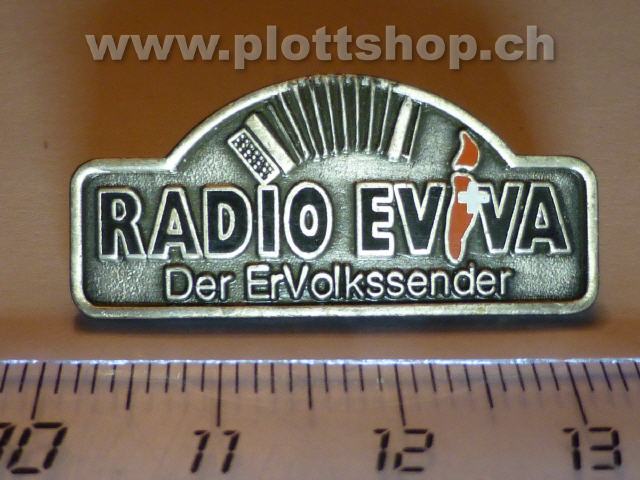 www.plottshop.ch
RADIO EVIVA
Der ErVolkssender
10 11 12 13